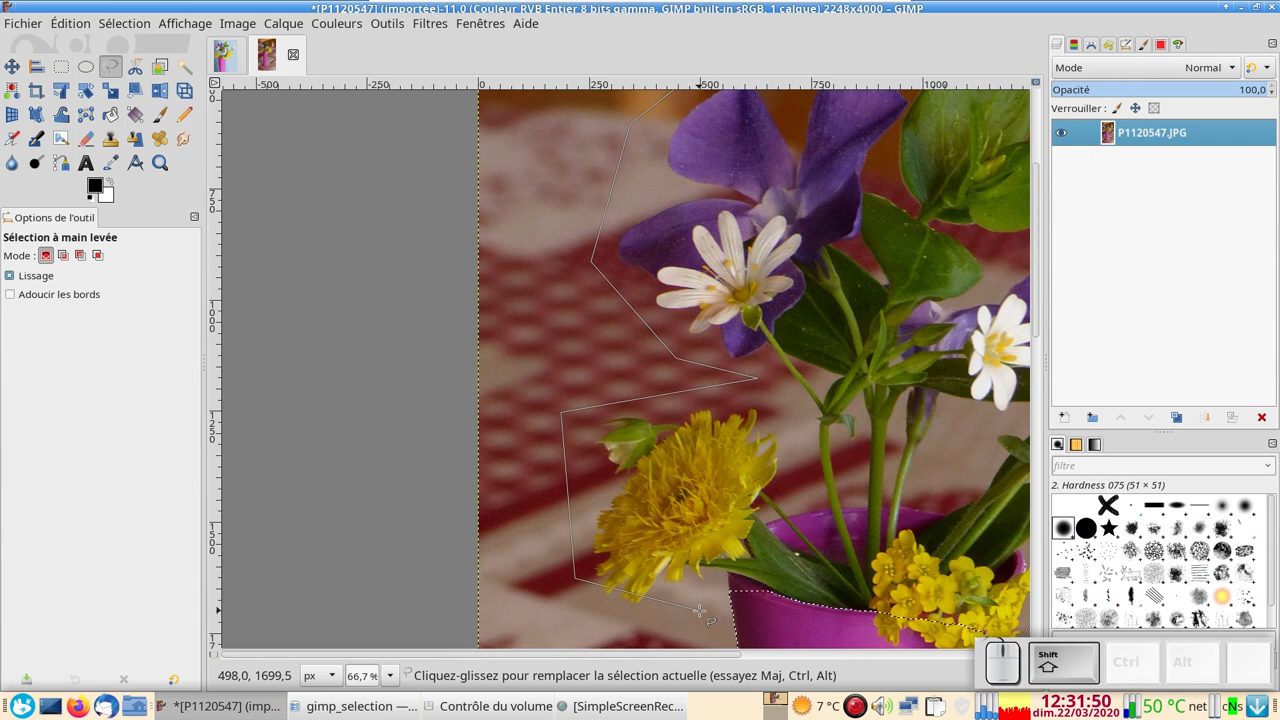 *[P1120547] (importée)-11.0 (Couleur RVB Entier 8 bits gamma, GIMP built-in sRGB, 1 calque) 2248x4000 – GIMP
Fichier Édition Sélection Affichage Image Calque Couleurs Outils Filtres Fenêtres Aide
-500 -250 0 250 500 750 1000
Mode Normal
Opacité 100,0
Verrouiller :
P1120547.JPG
750
1000
1250
1500
17
Options de l'outil
Sélection à main levée
Mode :
Lissage
Adoucir les bords
filtre
2. Hardness 075 (51 × 51)
498,0, 1699,5 px 66,7 % Cliquez-glissez pour remplacer la sélection actuelle (essayez Maj, Ctrl, Alt)
Shift Ctrl Alt
*[P1120547] (imp... Contrôle du volume [SimpleScreenRec... 7 °C 12:31:50 dim.22/03/2020 50 °C net